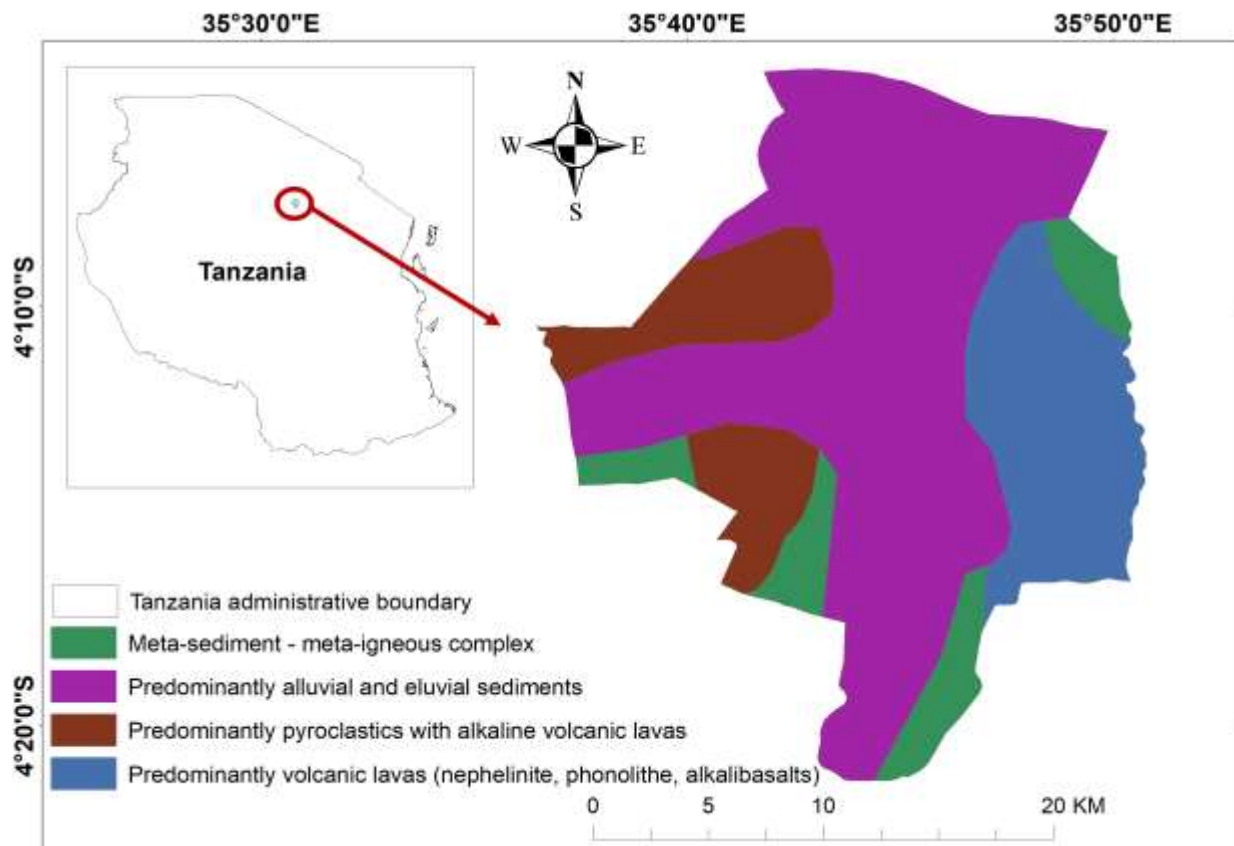 35°30'0"E 35°40'0"E 35°50'0"E
N
W E
S
Tanzania
4°10'0"S
4°20'0"S
Tanzania administrative boundary
Meta-sediment - meta-igneous complex
Predominantly alluvial and eluvial sediments
Predominantly pyroclastics with alkaline volcanic lavas
Predominantly volcanic lavas (nephelinite, phonolithe, alkalibasalts)
0 5 10 20 KM